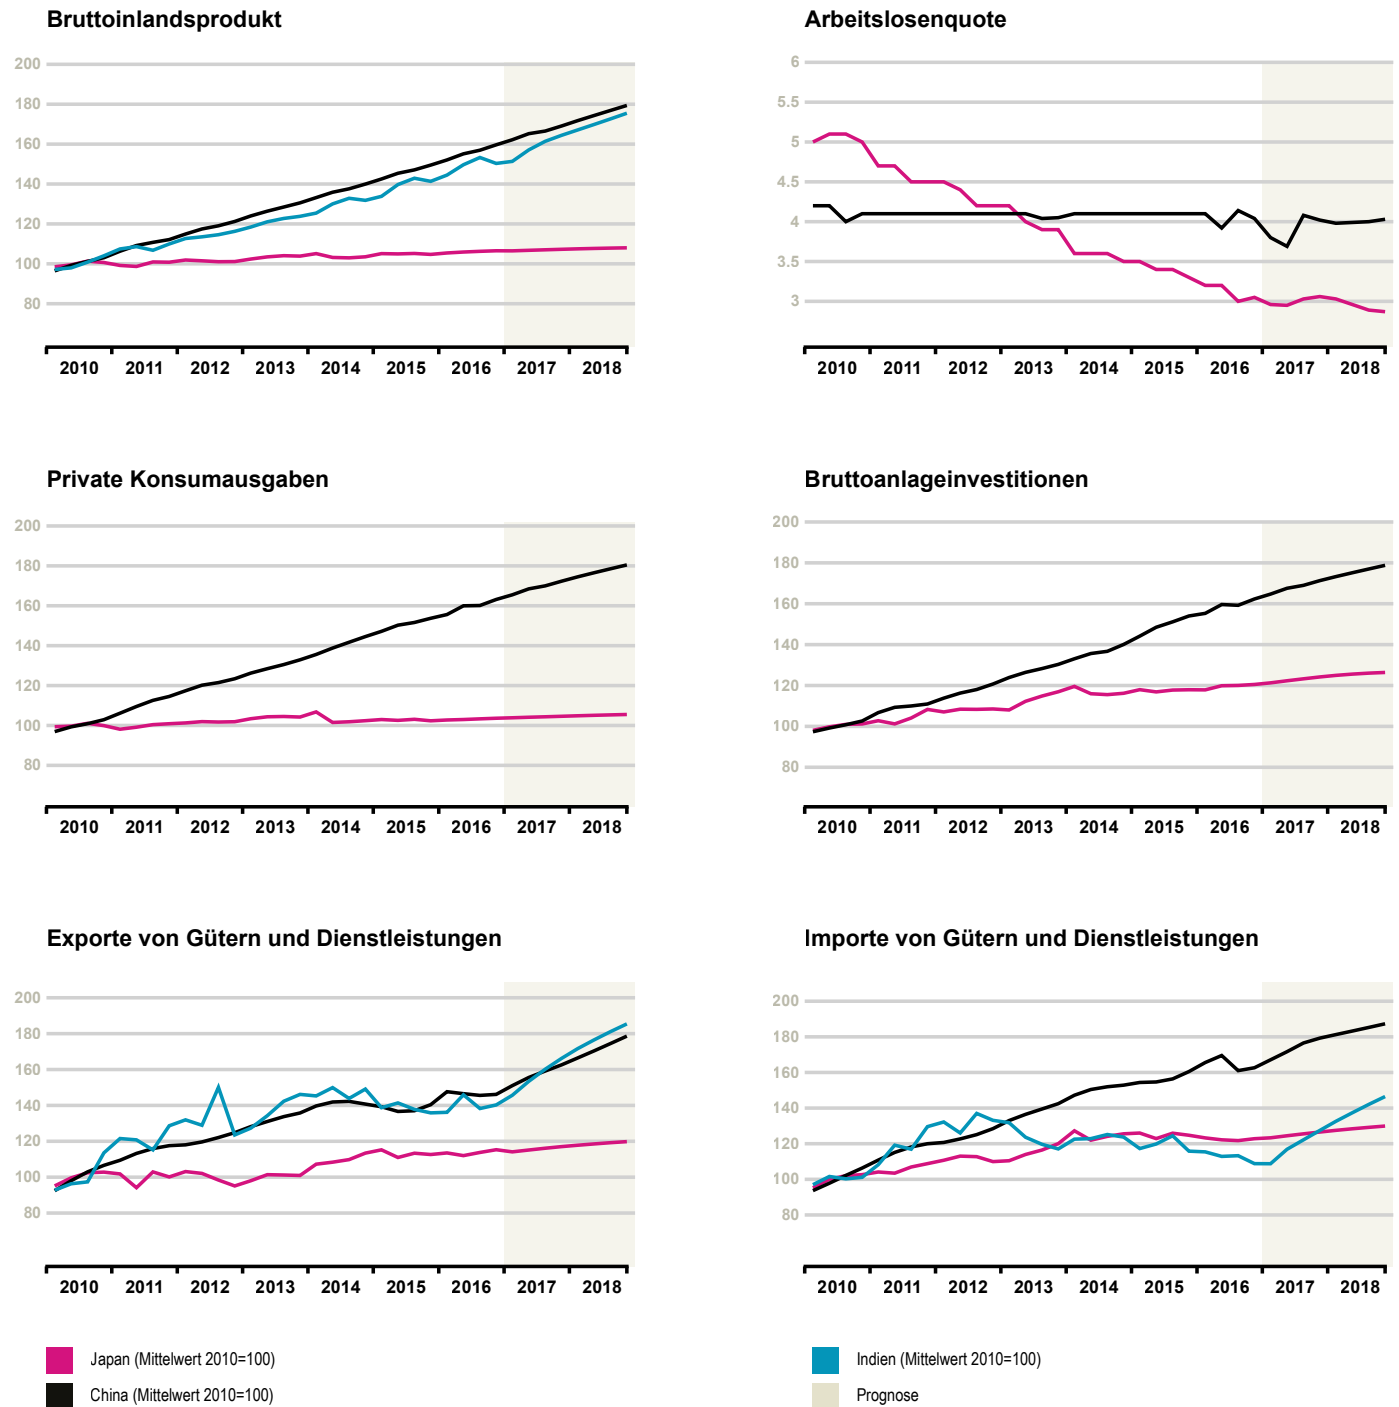 Bruttoinlandsprodukt
200
180
160
140
120
100
80
2010 2011 2012 2013 2014 2015 2016 2017 2018
Arbeitslosenquote
6
5.5
5
4.5
4
3.5
3
2010 2011 2012 2013 2014 2015 2016 2017 2018
Private Konsumausgaben
200
180
160
140
120
100
80
2010 2011 2012 2013 2014 2015 2016 2017 2018
Bruttoanlageinvestitionen
200
180
160
140
120
100
80
2010 2011 2012 2013 2014 2015 2016 2017 2018
Exporte von Gütern und Dienstleistungen
200
180
160
140
120
100
80
2010 2011 2012 2013 2014 2015 2016 2017 2018
Importe von Gütern und Dienstleistungen
200
180
160
140
120
100
80
2010 2011 2012 2013 2014 2015 2016 2017 2018
Japan (Mittelwert 2010=100)
China (Mittelwert 2010=100)
Indien (Mittelwert 2010=100)
Prognose